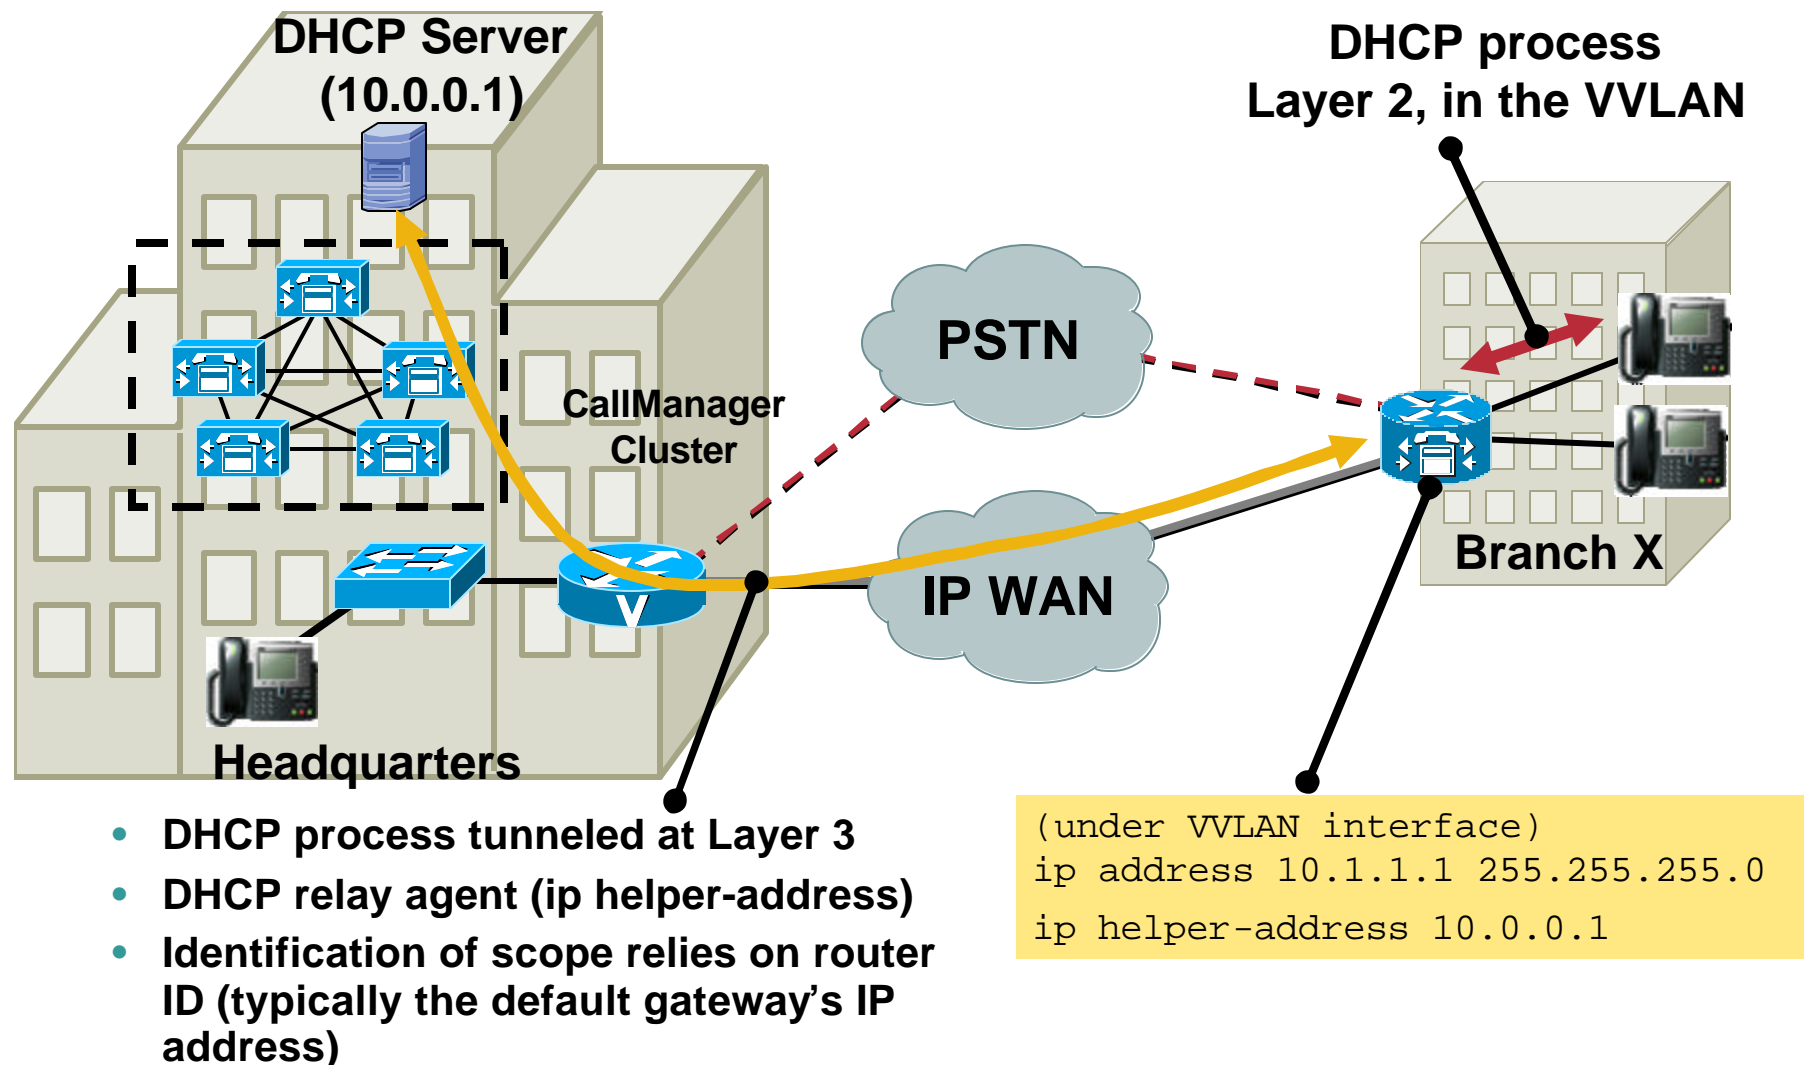 DHCP Server
(10.0.0.1)
DHCP process
Layer 2, in the VVLAN
PSTN
CallManager
Cluster
IP WAN
V
Branch X
Headquarters
• DHCP process tunneled at Layer 3
• DHCP relay agent (ip helper-address)
• Identification of scope relies on router
ID (typically the default gateway’s IP
address)
(under VVLAN interface)
ip address 10.1.1.1 255.255.255.0
ip helper-address 10.0.0.1